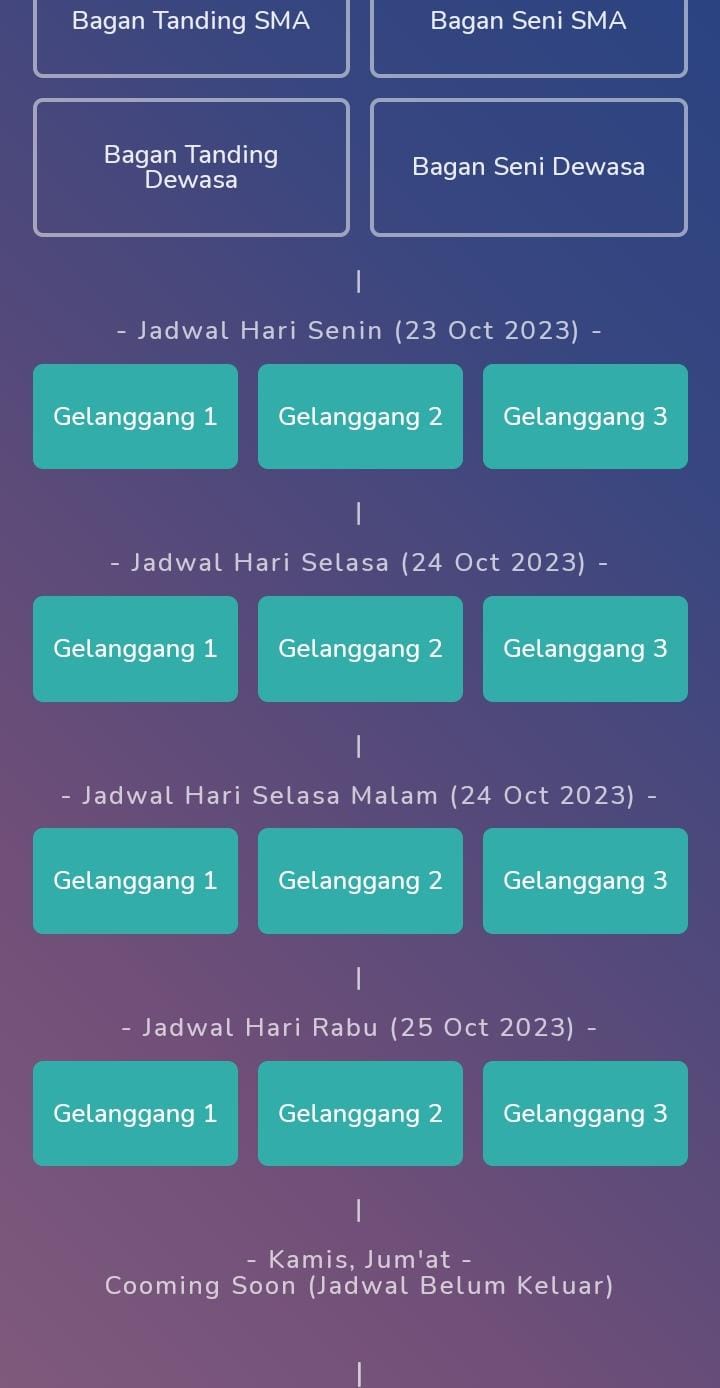 Bagan Tanding SMA
Bagan Seni SMA
Bagan Tanding
Dewasa
Bagan Seni Dewasa
|
- Jadwal Hari Senin (23 Oct 2023) -
Gelanggang 1
Gelanggang 2
Gelanggang 3
|
- Jadwal Hari Selasa (24 Oct 2023) -
Gelanggang 1
Gelanggang 2
Gelanggang 3
|
- Jadwal Hari Selasa Malam (24 Oct 2023) -
Gelanggang 1
Gelanggang 2
Gelanggang 3
|
- Jadwal Hari Rabu (25 Oct 2023) -
Gelanggang 1
Gelanggang 2
Gelanggang 3
|
- Kamis, Jum'at -
Cooming Soon (Jadwal Belum Keluar)
|